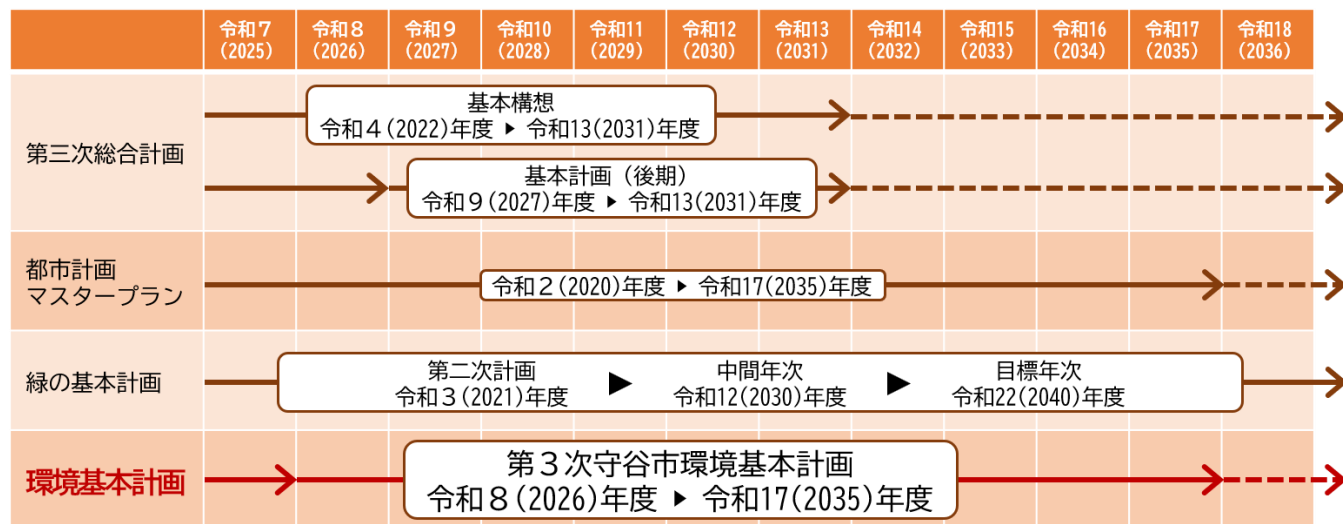 令和7 令和8 令和9 令和10 令和11 令和12 令和13 令和14 令和15 令和16 令和17 令和18
(2025) (2026) (2027) (2028) (2029) (2030) (2031) (2032) (2033) (2034) (2035) (2036)
第三次総合計画
基本構想
令和4(2022)年度 ▶ 令和13(2031)年度
基本計画(後期)
令和9(2027)年度 ▶ 令和13(2031)年度
都市計画
マスタープラン
令和2(2020)年度 ▶ 令和17(2035)年度
緑の基本計画
第二次計画 ▶ 中間年次 ▶ 目標年次
令和3(2021)年度 令和12(2030)年度 令和22(2040)年度
環境基本計画
第3次守谷市環境基本計画
令和8(2026)年度 ▶ 令和17(2035)年度